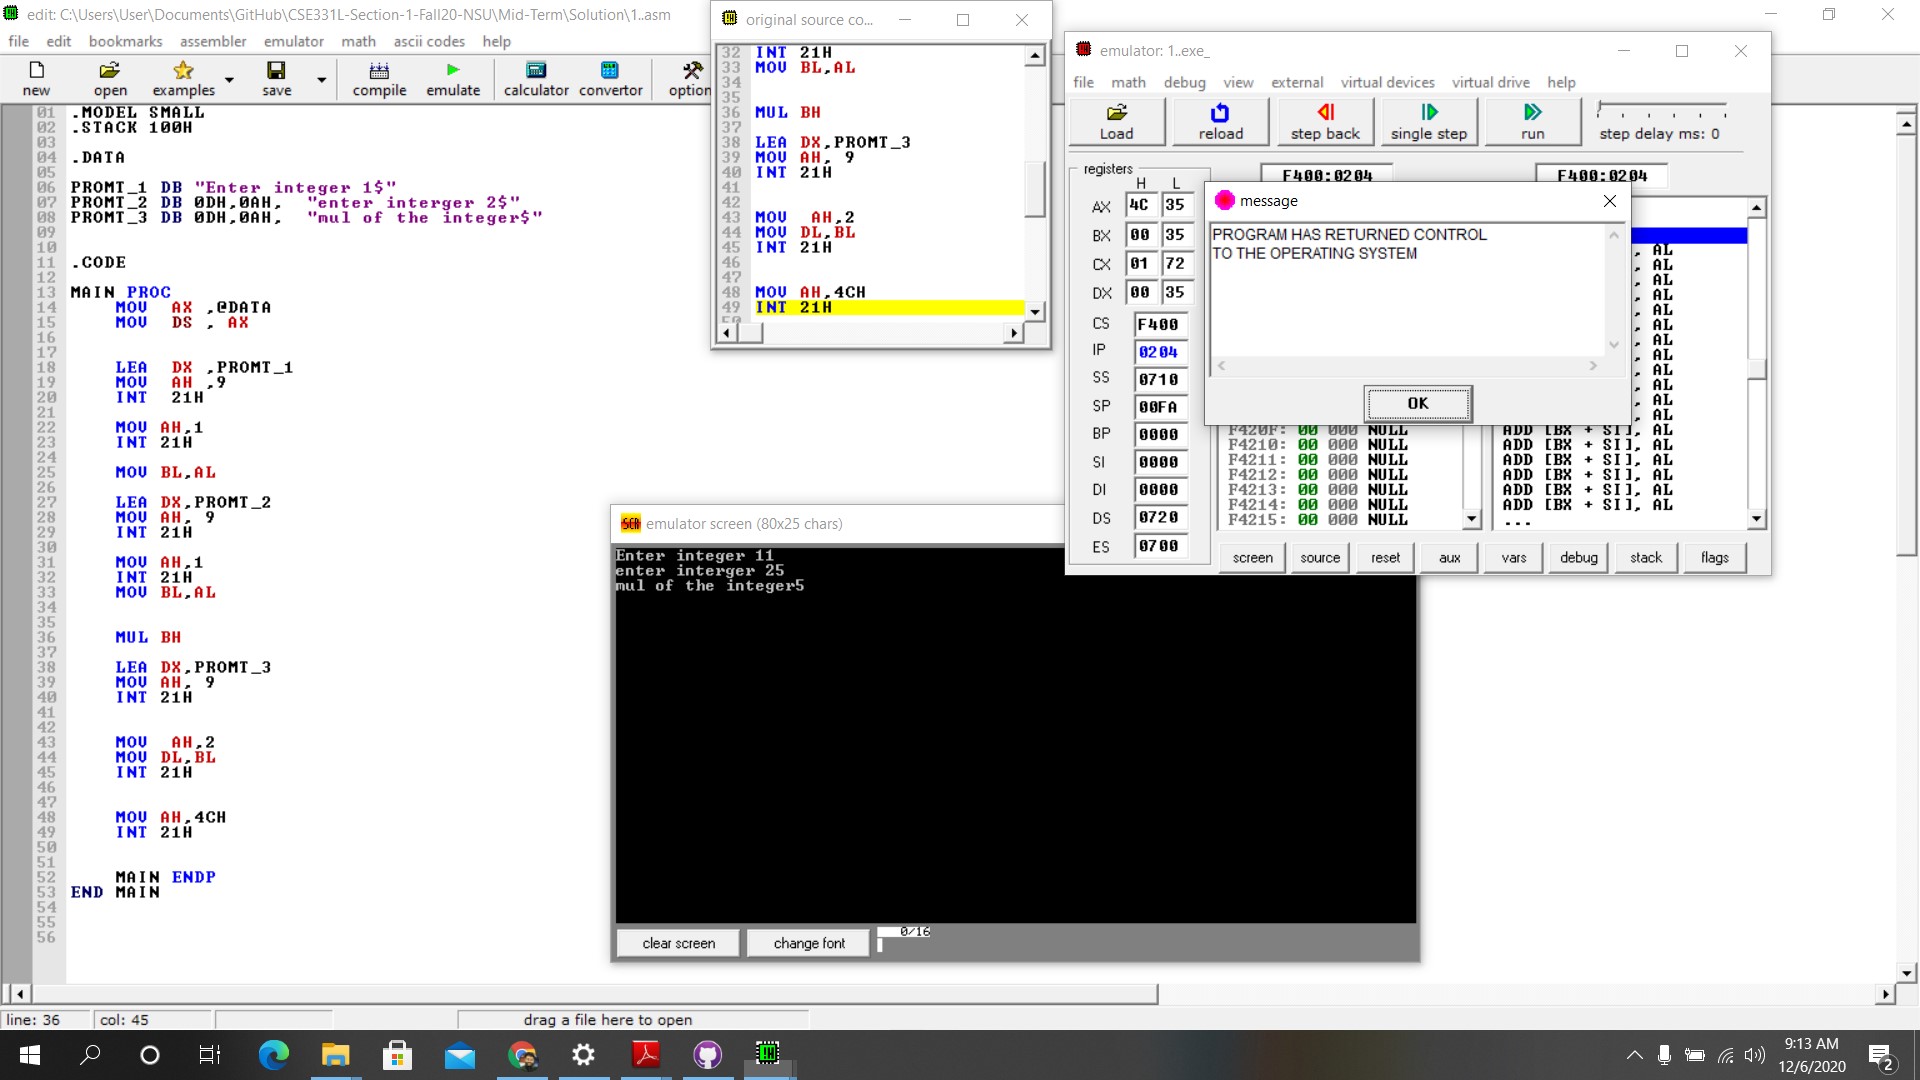 edit: C:\Users\User\Documents\GitHub\CSE331L-Section-1-Fall20-NSU\Mid-Term\Solution\1..asm
file edit bookmarks assembler emulator math ascii codes help
new open examples save compile emulate calculator convertor option
01 .MODEL SMALL
02 .STACK 100H
03
04 .DATA
05
06 PROMT_1 DB "Enter integer 1$"
07 PROMT_2 DB 0DH,0AH, "enter interger 2$"
08 PROMT_3 DB 0DH,0AH, "mul of the integer$"
09
10
11 .CODE
12
13 MAIN PROC
14 MOV AX ,@DATA
15 MOV DS , AX
16
17
18 LEA DX ,PROMT_1
19 MOV AH ,9
20 INT 21H
21
22 MOV AH,1
23 INT 21H
24
25 MOV BL,AL
26
27 LEA DX,PROMT_2
28 MOV AH, 9
29 INT 21H
30
31 MOV AH,1
32 INT 21H
33 MOV BL,AL
34
35
36 MUL BH
37
38 LEA DX,PROMT_3
39 MOV AH, 9
40 INT 21H
41
42
43 MOV AH,2
44 MOV DL,BL
45 INT 21H
46
47
48 MOV AH,4CH
49 INT 21H
50
51
52 MAIN ENDP
53 END MAIN
54
55
56
line: 36 col: 45 drag a file here to open
original source co...
32 INT 21H
33 MOV BL,AL
34
35
36 MUL BH
37
38 LEA DX,PROMT_3
39 MOV AH, 9
40 INT 21H
41
42
43 MOV AH,2
44 MOV DL,BL
45 INT 21H
46
47
48 MOV AH,4CH
49 INT 21H
emulator: 1..exe_
file math debug view external virtual devices virtual drive help
Load reload step back single step run step delay ms: 0
registers F400:0204 F400:0204
H L
AX 4C 35
BX 00 35
CX 01 72
DX 00 35
CS F400
IP 0204
SS 0710
SP 00FA
BP 0000
SI 0000
DI 0000
DS 0720
ES 0700
message
PROGRAM HAS RETURNED CONTROL
TO THE OPERATING SYSTEM
OK
, AL
, AL
, AL
, AL
, AL
, AL
, AL
, AL
, AL
, AL
, AL
, AL
F420F: 00 000 NULL ADD [BX + SI], AL
F4210: 00 000 NULL ADD [BX + SI], AL
F4211: 00 000 NULL ADD [BX + SI], AL
F4212: 00 000 NULL ADD [BX + SI], AL
F4213: 00 000 NULL ADD [BX + SI], AL
F4214: 00 000 NULL ADD [BX + SI], AL
F4215: 00 000 NULL ...
screen source reset aux vars debug stack flags
SCR emulator screen (80x25 chars)
Enter integer 11
enter interger 25
mul of the integer5
clear screen change font 0/16
9:13 AM
12/6/2020
2